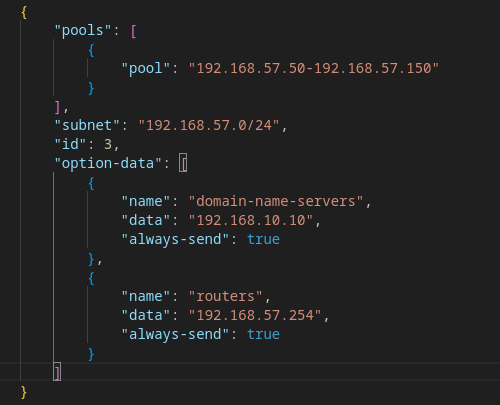 {
"pools": [
{
"pool": "192.168.57.50-192.168.57.150"
}
],
"subnet": "192.168.57.0/24",
"id": 3,
"option-data": [
{
"name": "domain-name-servers",
"data": "192.168.10.10",
"always-send": true
},
{
"name": "routers",
"data": "192.168.57.254",
"always-send": true
}
]
}